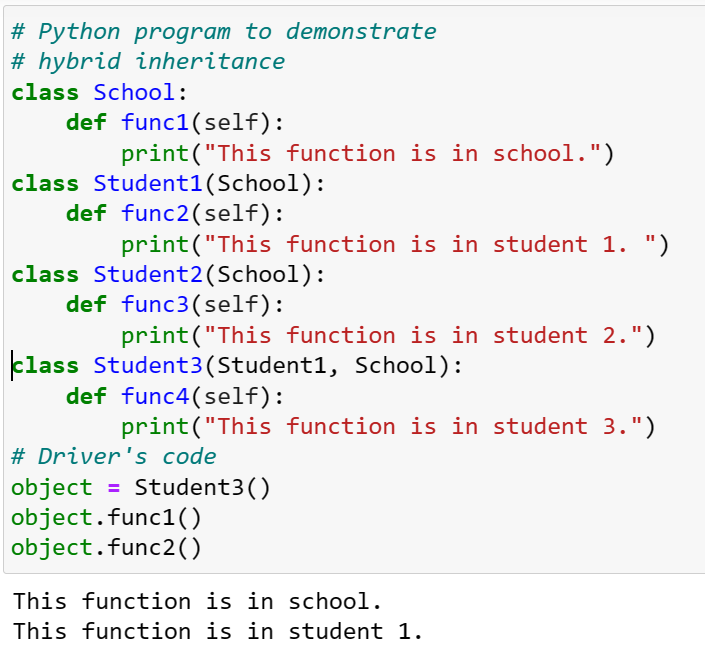 # Python program to demonstrate
# hybrid inheritance
class School:
    def func1(self):
        print("This function is in school.")
class Student1(School):
    def func2(self):
        print("This function is in student 1. ")
class Student2(School):
    def func3(self):
        print("This function is in student 2.")
class Student3(Student1, School):
    def func4(self):
        print("This function is in student 3.")
# Driver's code
object = Student3()
object.func1()
object.func2()
This function is in school.
This function is in student 1.